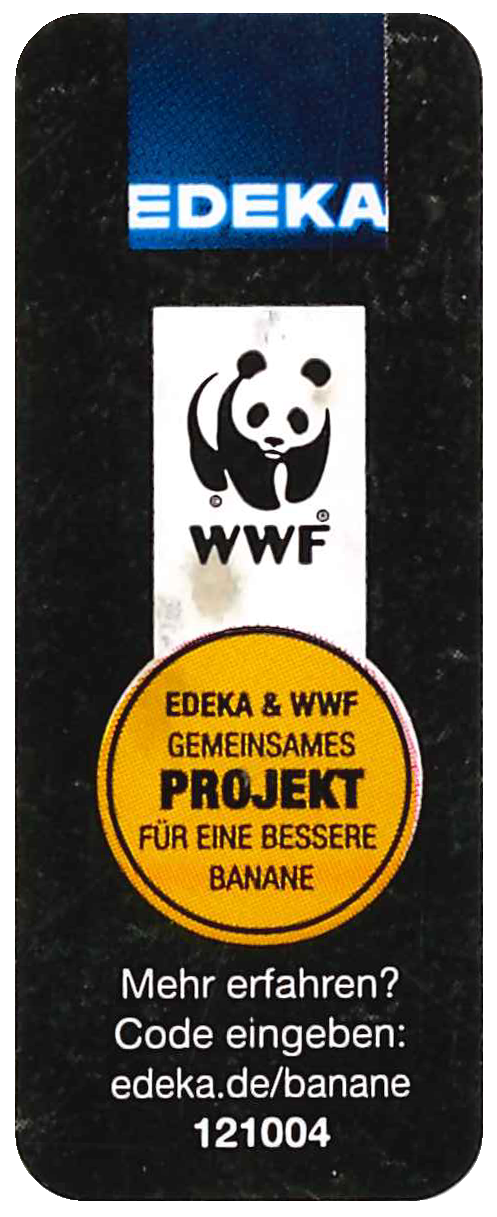 EDEKA
©
®
WWF
EDEKA & WWF
GEMEINSAMES
PROJEKT
FÜR EINE BESSERE
BANANE
Mehr erfahren?
Code eingeben:
edeka.de/banane
121004